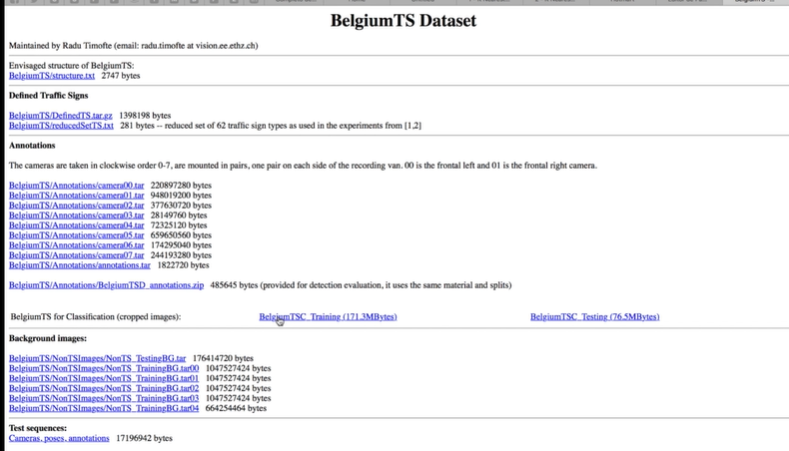 BelgiumTS Dataset
Maintained by Radu Timofte (email: radu.timofte at vision.ee.ethz.ch)
Envisaged structure of BelgiumTS:
BelgiumTS/structure.txt 2747 bytes
Defined Traffic Signs
BelgiumTS/DefinedTS.tar.gz 1398198 bytes
BelgiumTS/reducedSetTS.txt 281 bytes -- reduced set of 62 traffic sign types as used in the experiments from [1,2]
Annotations
The cameras are taken in clockwise order 0-7, are mounted in pairs, one pair on each side of the recording van. 00 is the frontal left and 01 is the frontal right camera.
BelgiumTS/Annotations/camera00.tar 220897280 bytes
BelgiumTS/Annotations/camera01.tar 948019200 bytes
BelgiumTS/Annotations/camera02.tar 377630720 bytes
BelgiumTS/Annotations/camera03.tar 28149760 bytes
BelgiumTS/Annotations/camera04.tar 72325120 bytes
BelgiumTS/Annotations/camera05.tar 659650560 bytes
BelgiumTS/Annotations/camera06.tar 174295040 bytes
BelgiumTS/Annotations/camera07.tar 244193280 bytes
BelgiumTS/Annotations/annotations.tar 1822720 bytes
BelgiumTS/Annotations/BelgiumTSD_annotations.zip 485645 bytes (provided for detection evaluation, it uses the same material and splits)
BelgiumTS for Classification (cropped images): BelgiumTSC_Training (171.3MBytes) BelgiumTSC_Testing (76.5MBytes)
Background images:
BelgiumTS/NonTSImages/NonTS_TestingBG.tar 176414720 bytes
BelgiumTS/NonTSImages/NonTS_TrainingBG.tar00 1047527424 bytes
BelgiumTS/NonTSImages/NonTS_TrainingBG.tar01 1047527424 bytes
BelgiumTS/NonTSImages/NonTS_TrainingBG.tar02 1047527424 bytes
BelgiumTS/NonTSImages/NonTS_TrainingBG.tar03 1047527424 bytes
BelgiumTS/NonTSImages/NonTS_TrainingBG.tar04 664254464 bytes
Test sequences:
Cameras, poses, annotations 17196942 bytes